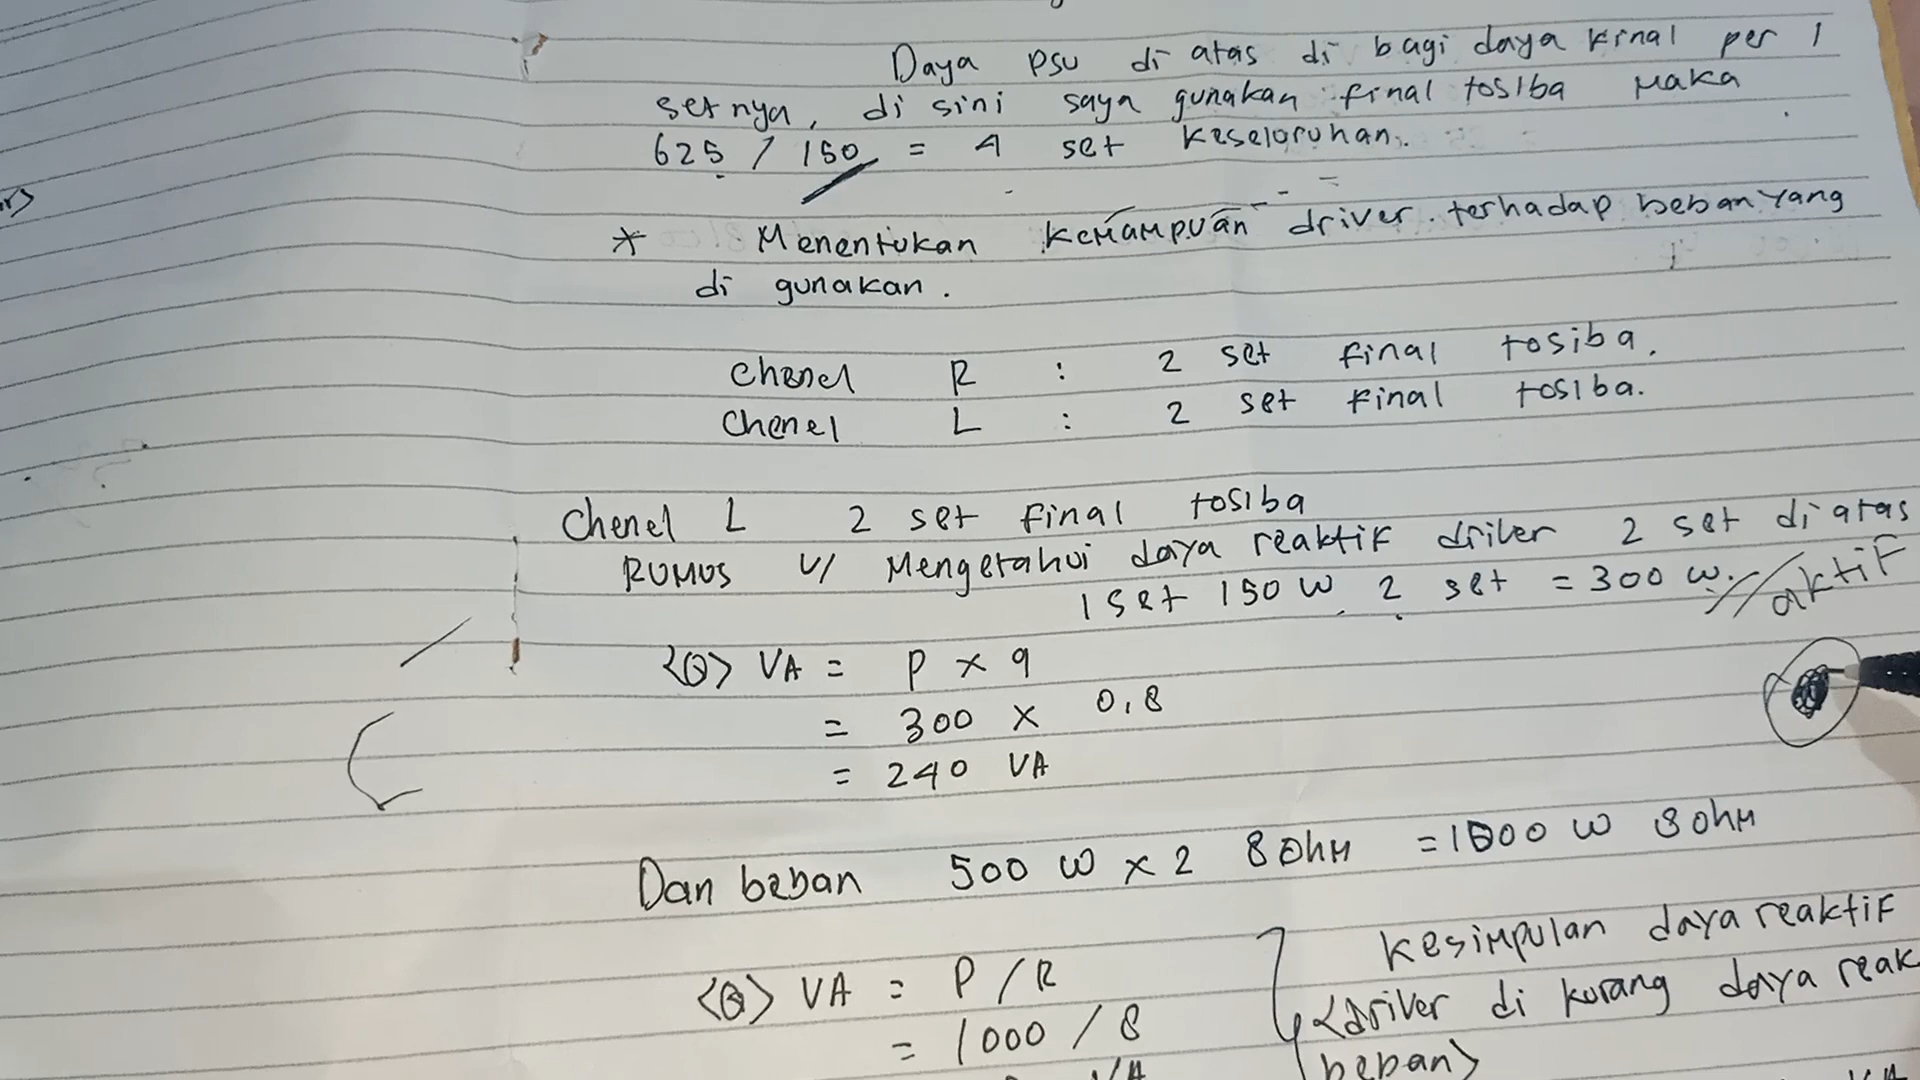 Daya PSU di atas di bagi daya final per 1
setnya, di sini saya gunakan final tosiba Maka
625 / 150 = 4 set keseloruhan.
* Menentukan kemampuan driver terhadap beban yang
di gunakan.
Chenel R : 2 set final tosiba.
Chenel L : 2 set final tosiba.
Chenel L 2 set final tosiba
RUMUS U/ Mengetahui daya reaktif driver 2 set di atas
1 set 150 W 2 set = 300 W. // aktif
<Q> VA = P x q
= 300 x 0,8
= 240 VA
Dan beban 500 W x 2 8 OhM = 1000 W 8 ohM
<Q> VA = P / R
= 1000 / 8
VA
Kesimpulan daya reaktif
<driver di kurang daya reak
beban>